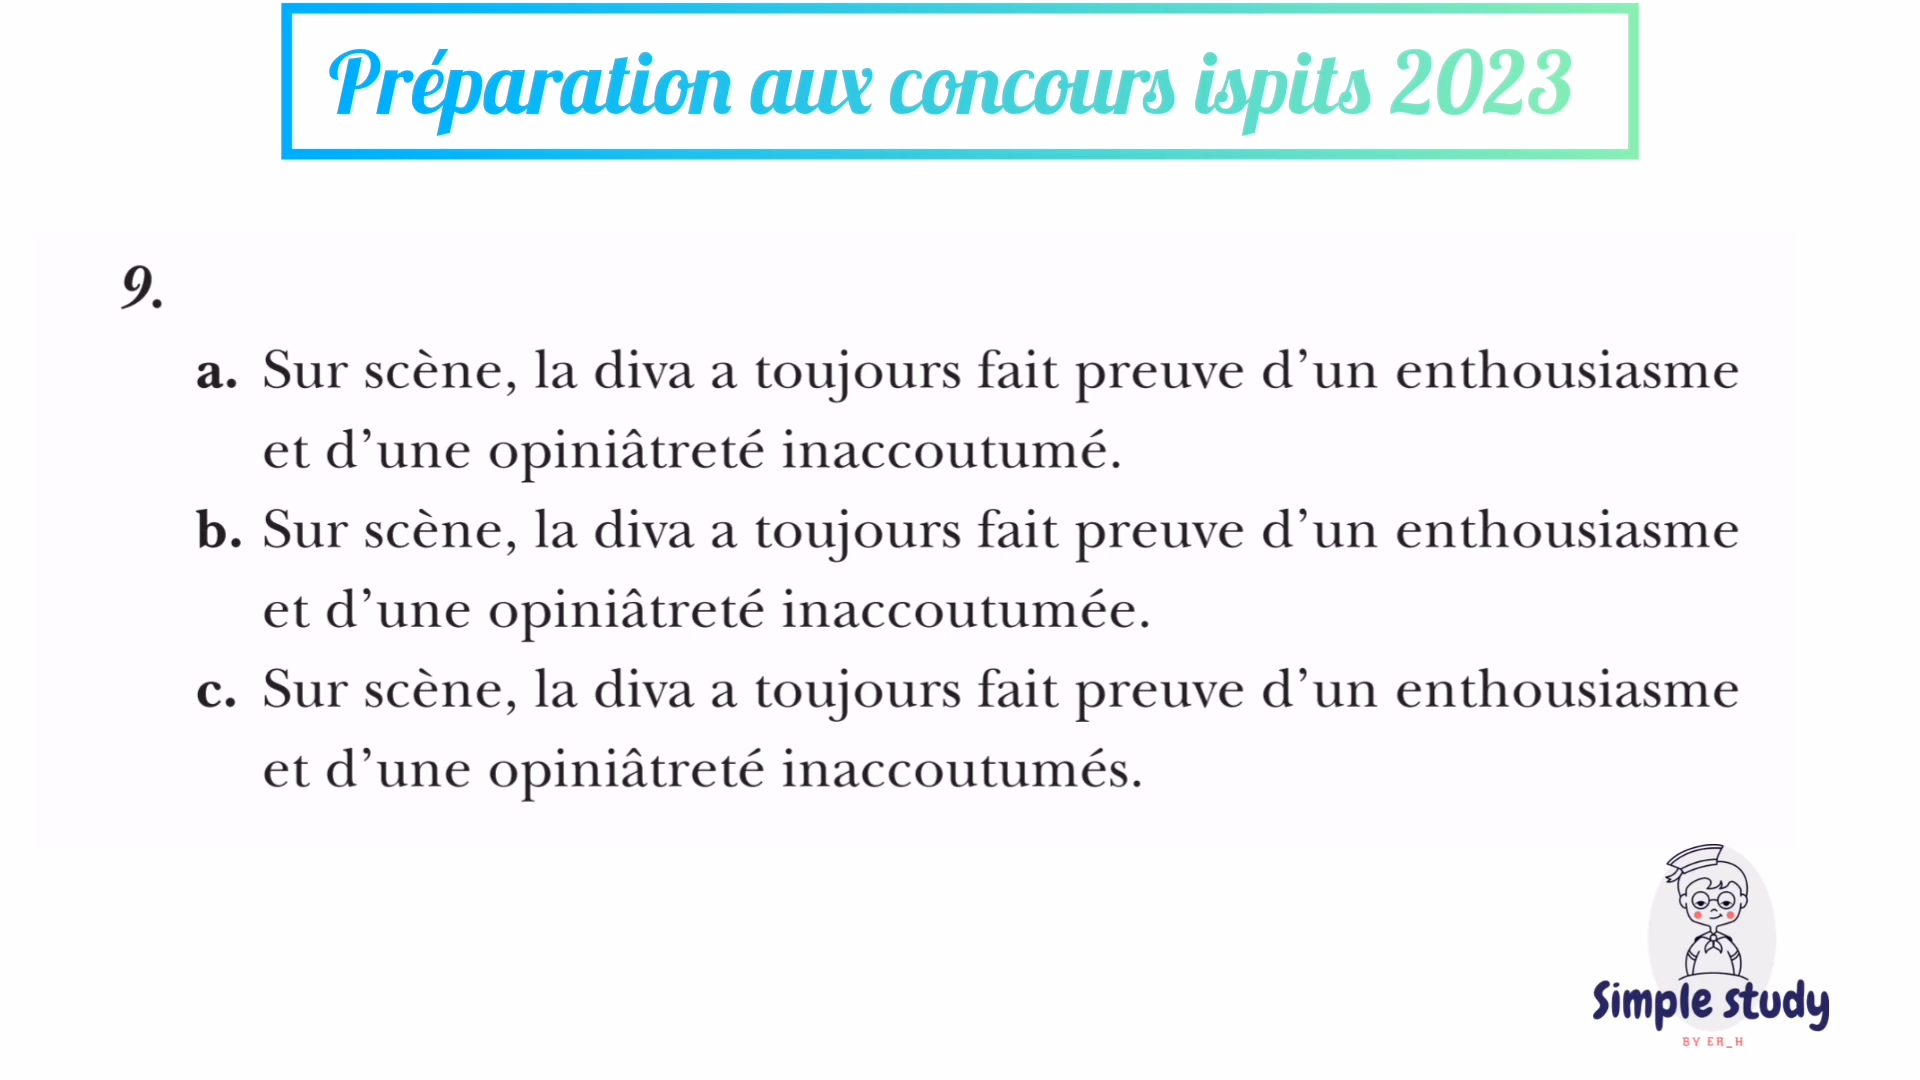 Préparation aux concours ispits 2023
9.
a. Sur scène, la diva a toujours fait preuve d’un enthousiasme
et d’une opiniâtreté inaccoutumé.
b. Sur scène, la diva a toujours fait preuve d’un enthousiasme
et d’une opiniâtreté inaccoutumée.
c. Sur scène, la diva a toujours fait preuve d’un enthousiasme
et d’une opiniâtreté inaccoutumés.
Simple study
BY ER_H